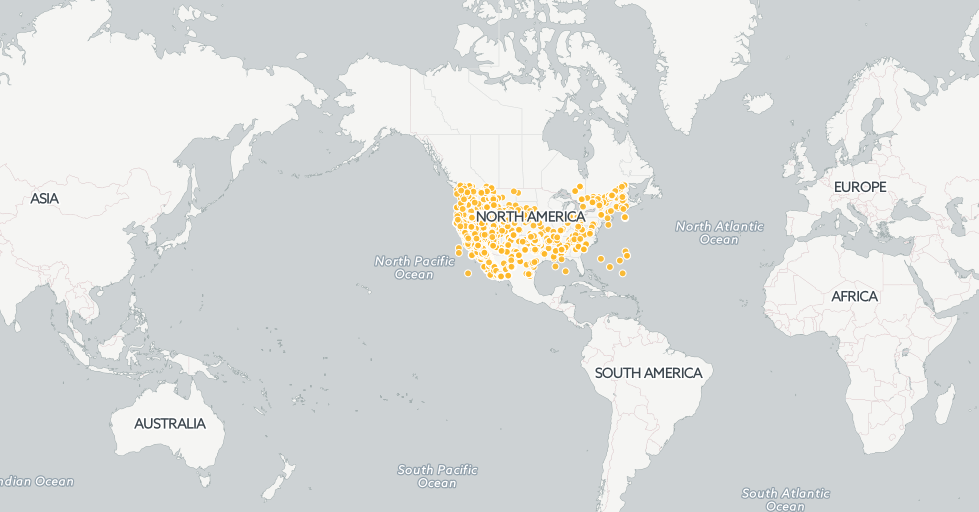 ASIA
EUROPE
NORTH AMERICA
North Atlantic
Ocean
North Pacific
Ocean
AFRICA
SOUTH AMERICA
AUSTRALIA
South Pacific
Ocean
ndian Ocean
South Atlantic
Ocean